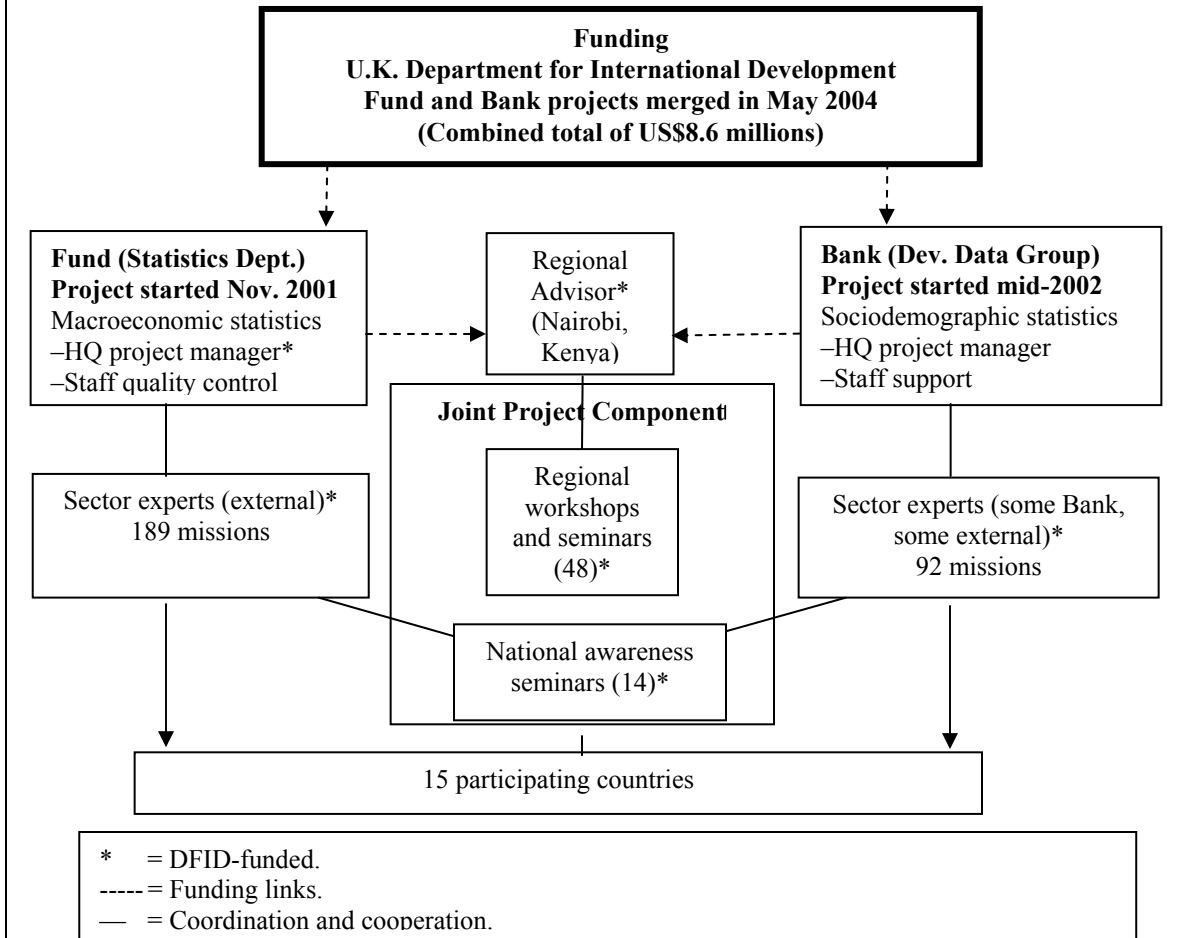 Funding
U.K. Department for International Development
Fund and Bank projects merged in May 2004
(Combined total of US$8.6 millions)
Fund (Statistics Dept.)
Project started Nov. 2001
Macroeconomic statistics
–HQ project manager*
–Staff quality control
Regional
Advisor*
(Nairobi,
Kenya)
Bank (Dev. Data Group)
Project started mid-2002
Sociodemographic statistics
–HQ project manager
–Staff support
Joint Project Component
Sector experts (external)*
189 missions
Regional
workshops
and seminars
(48)*
Sector experts (some Bank,
some external)*
92 missions
National awareness
seminars (14)*
15 participating countries
* = DFID-funded.
----- = Funding links.
— = Coordination and cooperation.